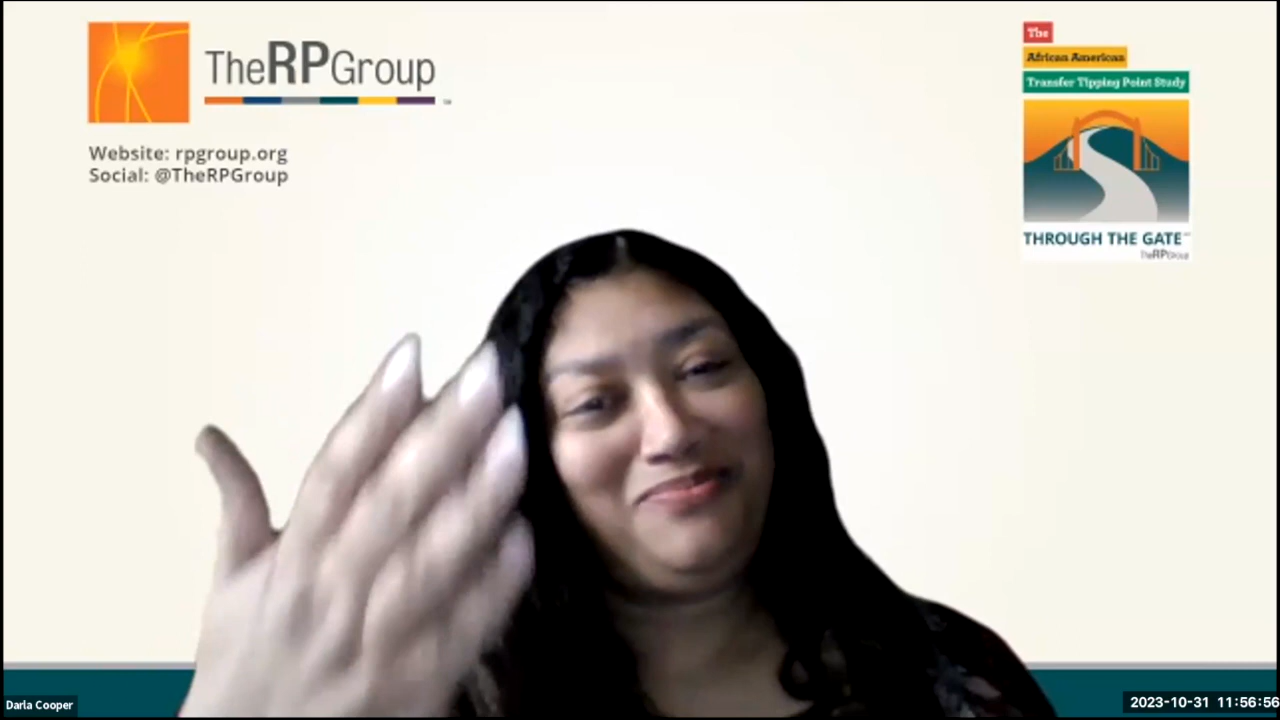 TheRPGroup
Website: rpgroup.org
Social: @TheRPGroup
The
African American
Transfer Tipping Point Study
THROUGH THE GATE
TheRPGroup
Darla Cooper
2023-10-31 11:56:56